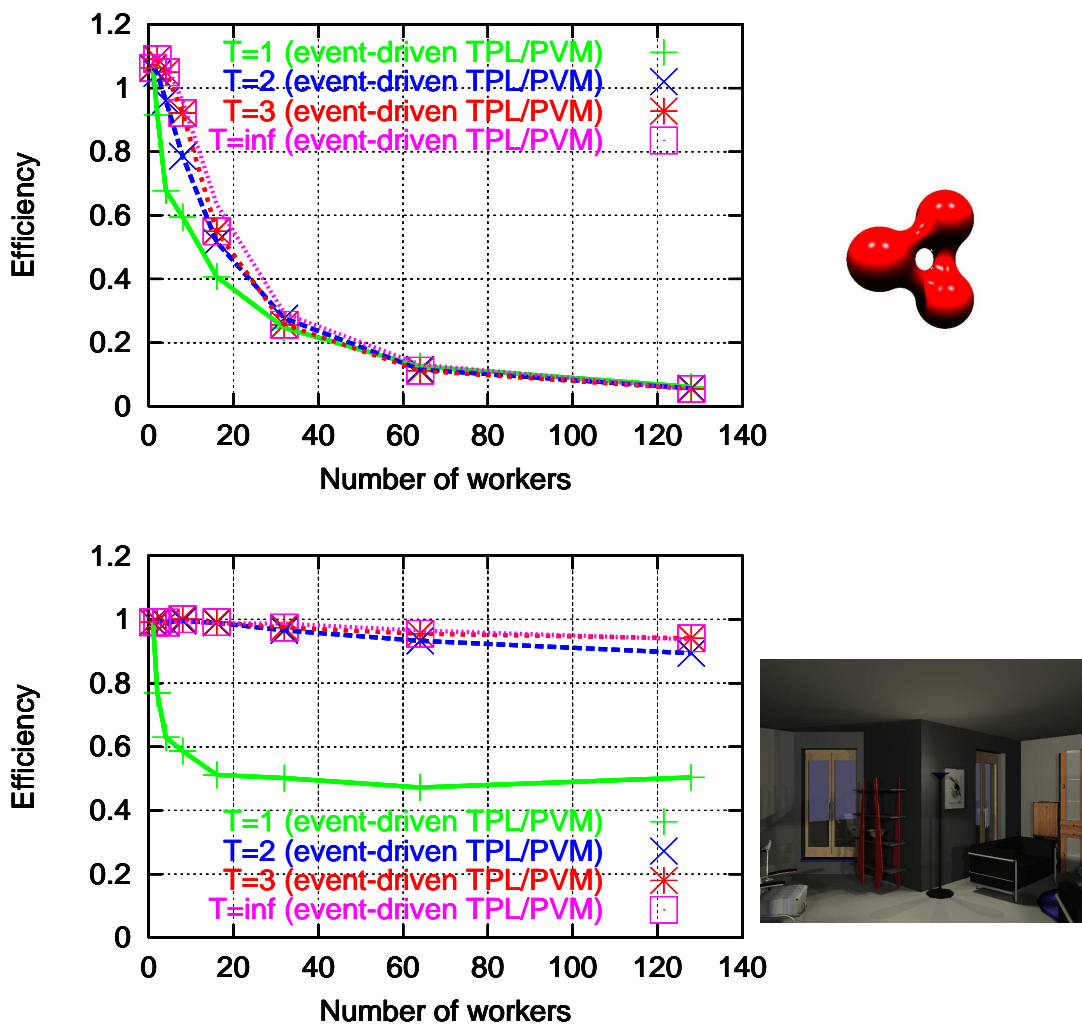 1.2
1
0.8
0.6
0.4
0.2
0
Efficiency
T=1 (event-driven TPL/PVM)
T=2 (event-driven TPL/PVM)
T=3 (event-driven TPL/PVM)
T=inf (event-driven TPL/PVM)
0 20 40 60 80 100 120 140
Number of workers
1.2
1
0.8
0.6
0.4
0.2
0
Efficiency
T=1 (event-driven TPL/PVM)
T=2 (event-driven TPL/PVM)
T=3 (event-driven TPL/PVM)
T=inf (event-driven TPL/PVM)
0 20 40 60 80 100 120 140
Number of workers